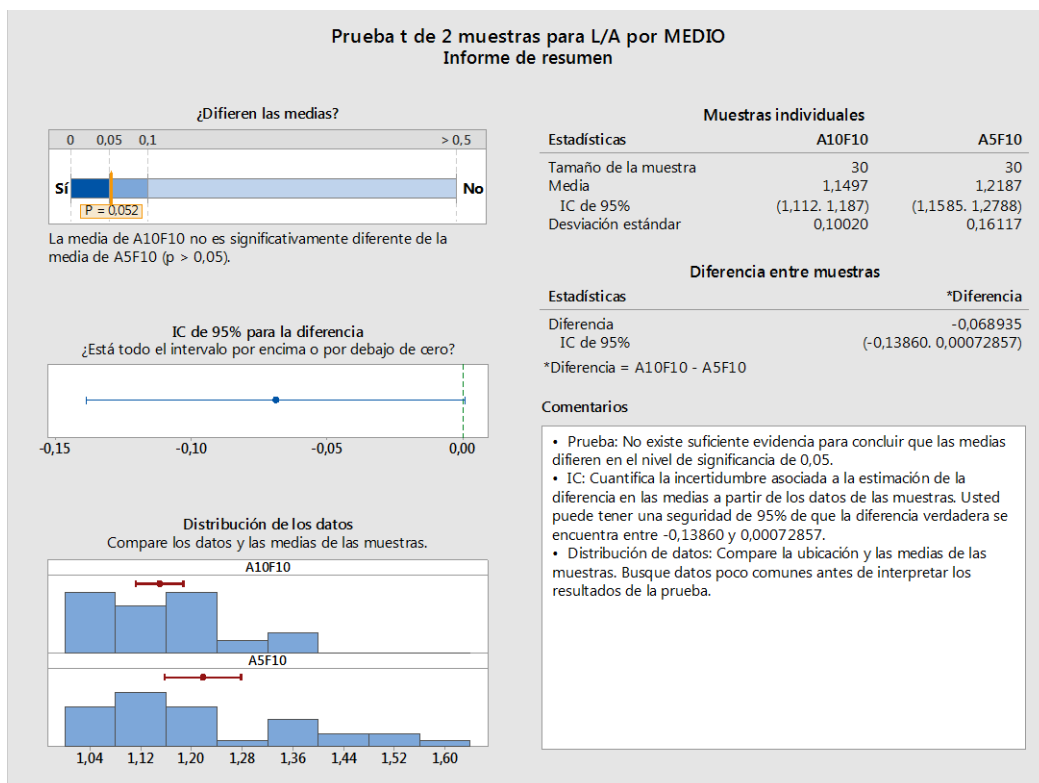 Prueba t de 2 muestras para L/A por MEDIO
Informe de resumen
¿Difieren las medias?
0 0,05 0,1 > 0,5
Sí No
P = 0,052
La media de A10F10 no es significativamente diferente de la
media de A5F10 (p > 0,05).
IC de 95% para la diferencia
¿Está todo el intervalo por encima o por debajo de cero?
-0,15 -0,10 -0,05 0,00
Distribución de los datos
Compare los datos y las medias de las muestras.
A10F10
A5F10
1,04 1,12 1,20 1,28 1,36 1,44 1,52 1,60
Muestras individuales
Estadísticas A10F10 A5F10
Tamaño de la muestra 30 30
Media 1,1497 1,2187
IC de 95% (1,112. 1,187) (1,1585. 1,2788)
Desviación estándar 0,10020 0,16117
Diferencia entre muestras
Estadísticas *Diferencia
Diferencia -0,068935
IC de 95% (-0,13860. 0,00072857)
*Diferencia = A10F10 - A5F10
Comentarios
• Prueba: No existe suficiente evidencia para concluir que las medias
difieren en el nivel de significancia de 0,05.
• IC: Cuantifica la incertidumbre asociada a la estimación de la
diferencia en las medias a partir de los datos de las muestras. Usted
puede tener una seguridad de 95% de que la diferencia verdadera se
encuentra entre -0,13860 y 0,00072857.
• Distribución de datos: Compare la ubicación y las medias de las
muestras. Busque datos poco comunes antes de interpretar los
resultados de la prueba.